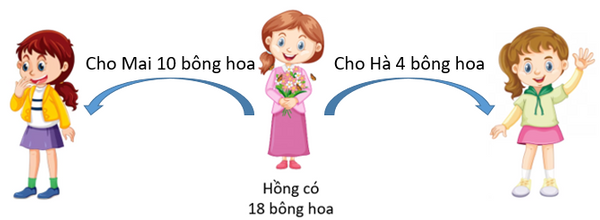 Cho Mai 10 bông hoa
Cho Hà 4 bông hoa
Hồng có
18 bông hoa